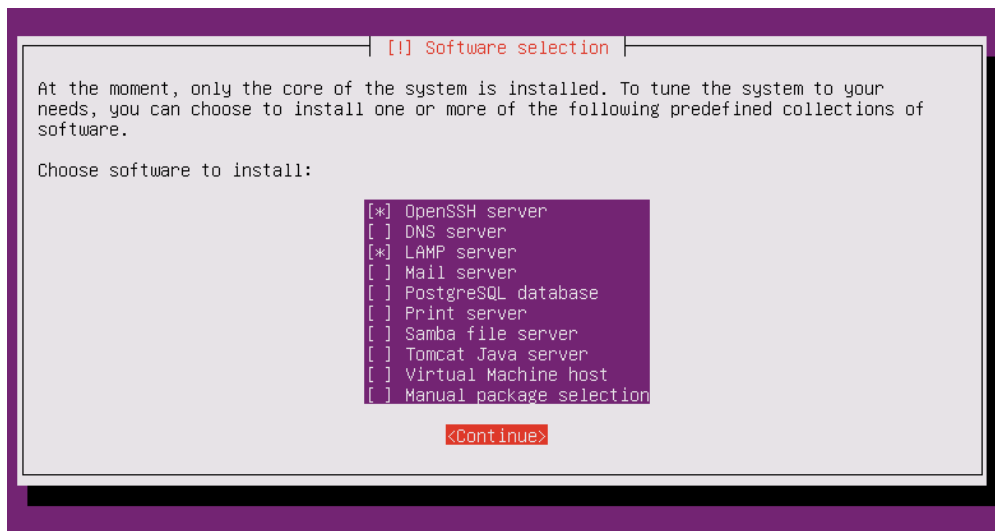 [!] Software selection
At the moment, only the core of the system is installed. To tune the system to your
needs, you can choose to install one or more of the following predefined collections of
software.
Choose software to install:
[*] OpenSSH server
[ ] DNS server
[*] LAMP server
[ ] Mail server
[ ] PostgreSQL database
[ ] Print server
[ ] Samba file server
[ ] Tomcat Java server
[ ] Virtual Machine host
[ ] Manual package selection
<Continue>